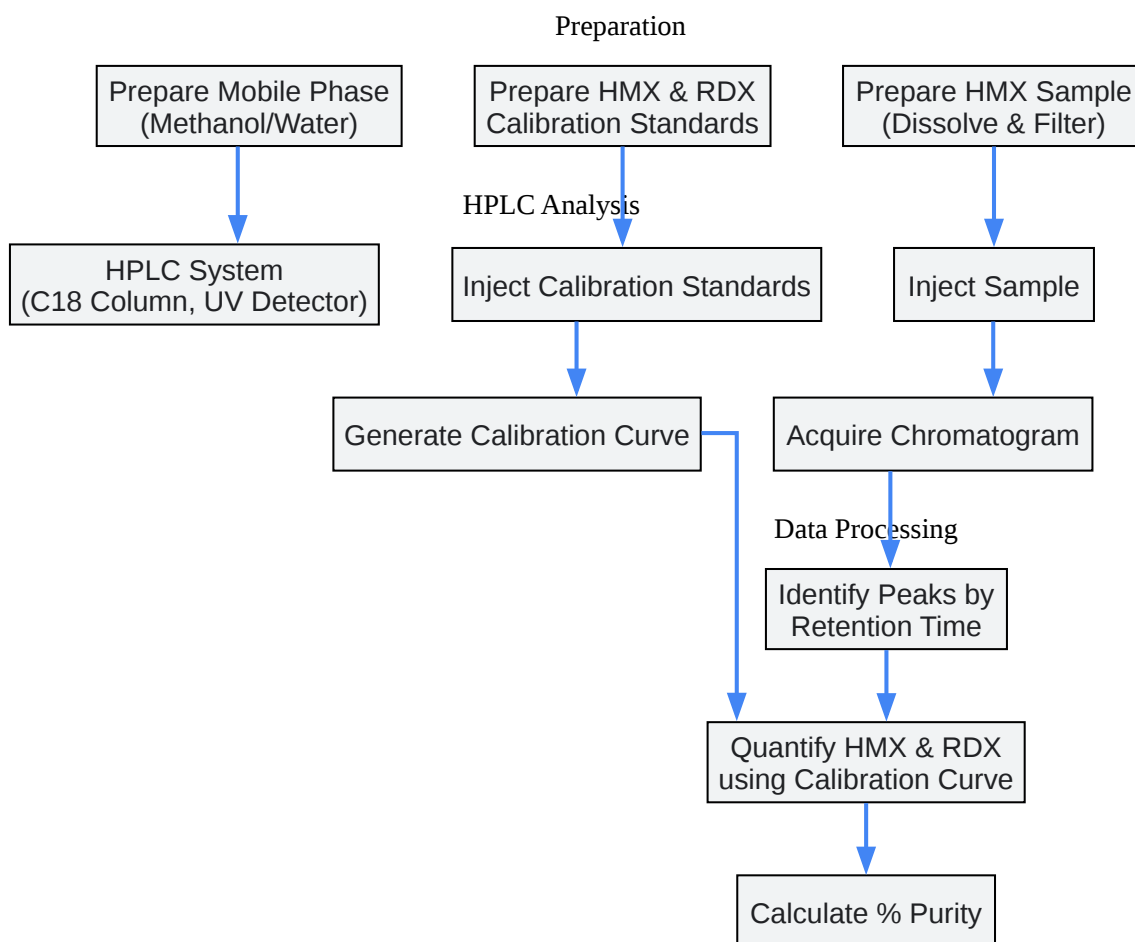 Preparation
Prepare Mobile Phase
(Methanol/Water)
Prepare HMX & RDX
Calibration Standards
Prepare HMX Sample
(Dissolve & Filter)
HPLC Analysis
HPLC System
(C18 Column, UV Detector)
Inject Calibration Standards
Inject Sample
Generate Calibration Curve
Acquire Chromatogram
Data Processing
Identify Peaks by
Retention Time
Quantify HMX & RDX
using Calibration Curve
Calculate % Purity